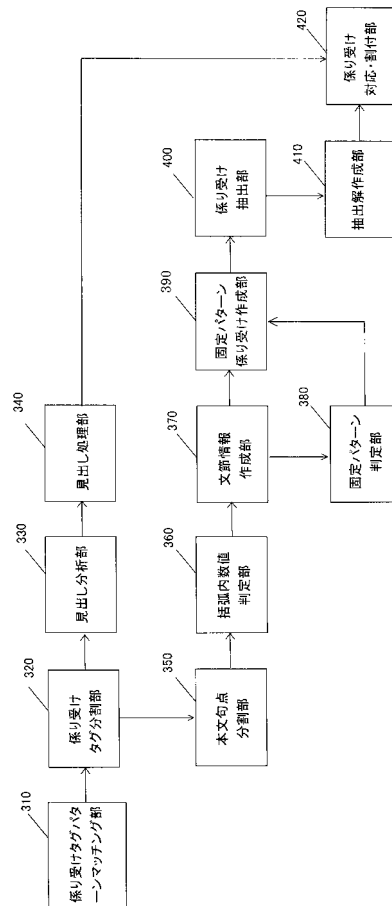 310
係り受けタグパタ
ーンマッチング部
320
係り受け
タグ分割部
330
見出し分析部
340
見出し処理部
350
本文句点
分割部
360
括弧内数値
判定部
370
文節情報
作成部
380
固定パターン
判定部
390
固定パターン
係り受け作成部
400
係り受け
抽出部
410
抽出解作成部
420
係り受け
対応・割付部